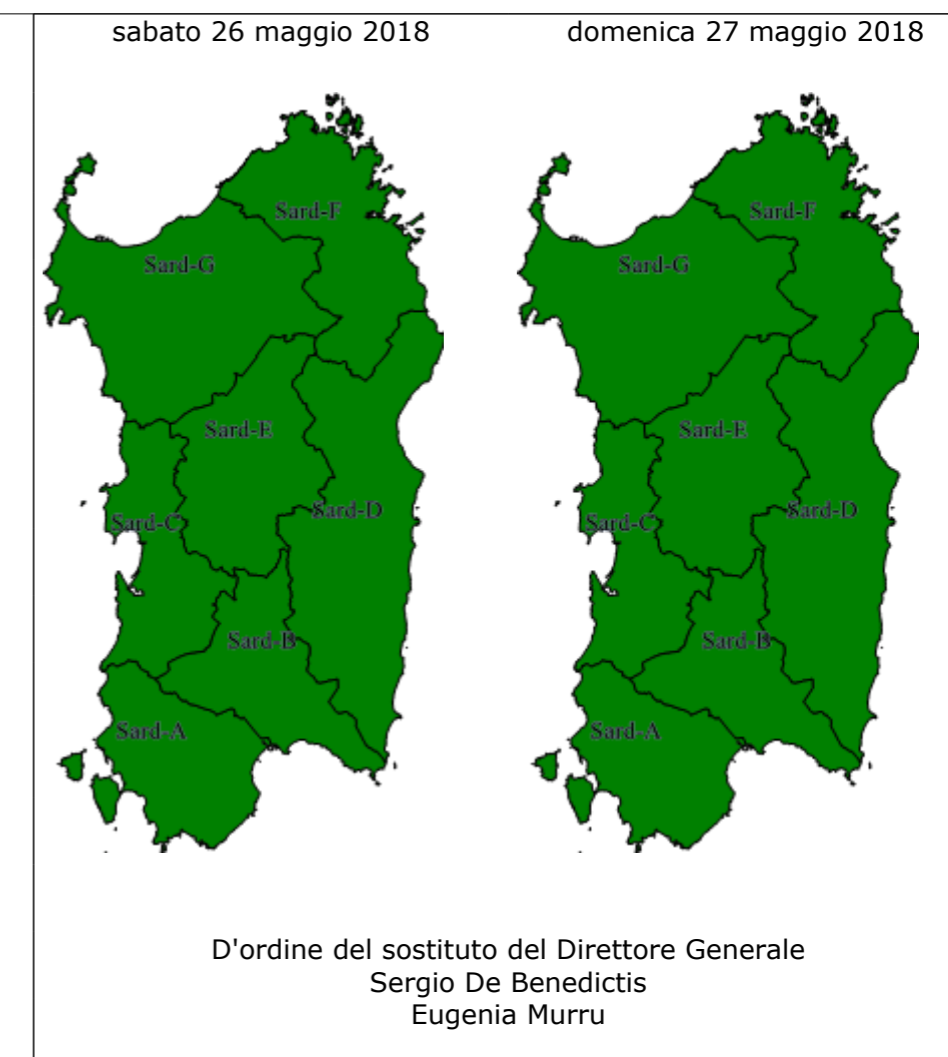 sabato 26 maggio 2018
domenica 27 maggio 2018
Sard-F
Sard-G
Sard-E
Sard-D
Sard-C
Sard-B
Sard-A
Sard-F
Sard-G
Sard-E
Sard-D
Sard-C
Sard-B
Sard-A
D'ordine del sostituto del Direttore Generale
Sergio De Benedictis
Eugenia Murru